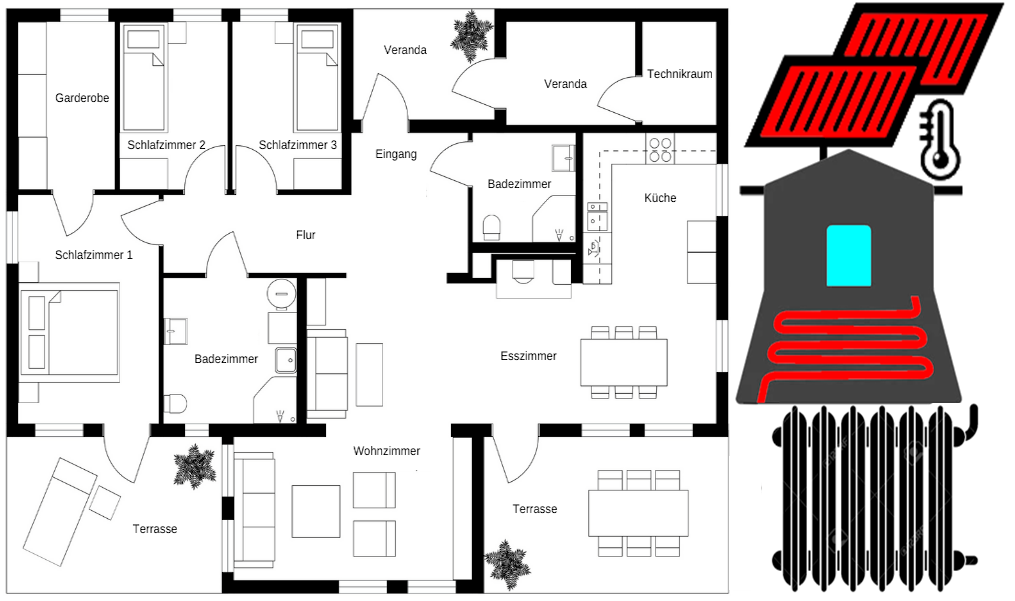 Veranda
Veranda
Technikraum
Garderobe
Schlafzimmer 2
Schlafzimmer 3
Eingang
Badezimmer
Küche
Flur
Schlafzimmer 1
Badezimmer
Esszimmer
Wohnzimmer
Terrasse
Terrasse